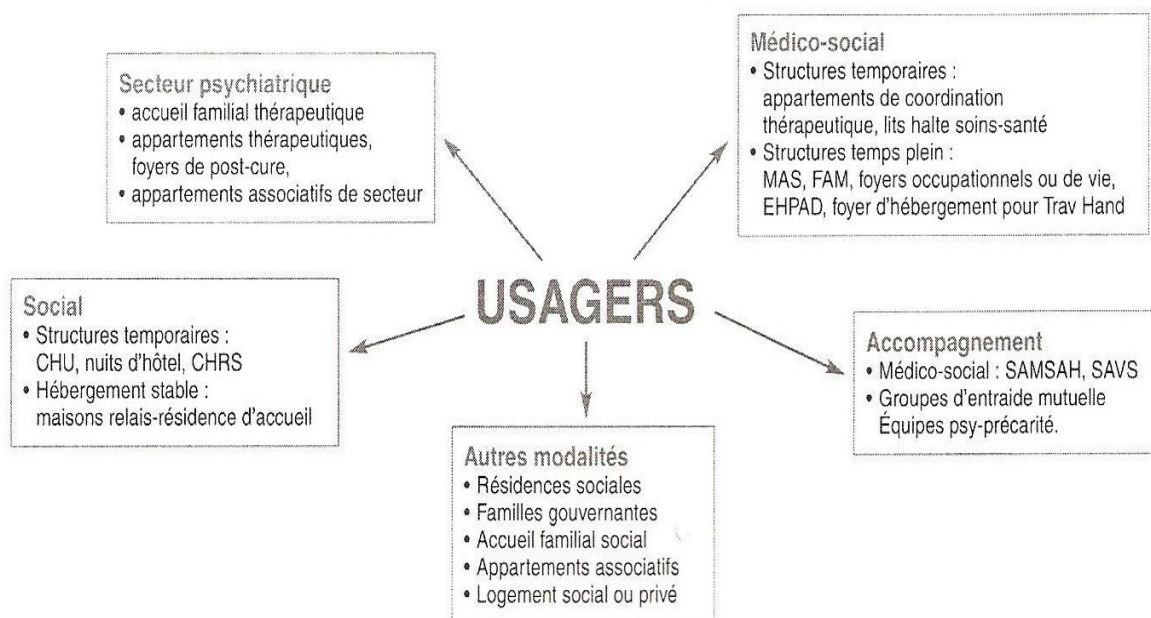 Secteur psychiatrique
• accueil familial thérapeutique
• appartements thérapeutiques,
foyers de post-cure,
• appartements associatifs de secteur
Médico-social
• Structures temporaires :
appartements de coordination
thérapeutique, lits halte soins-santé
• Structures temps plein :
MAS, FAM, foyers occupationnels ou de vie,
EHPAD, foyer d'hébergement pour Trav Hand
USAGERS
Social
• Structures temporaires :
CHU, nuits d'hôtel, CHRS
• Hébergement stable :
maisons relais-résidence d'accueil
Accompagnement
• Médico-social : SAMSAH, SAVS
• Groupes d'entraide mutuelle
Équipes psy-précarité.
Autres modalités
• Résidences sociales
• Familles gouvernantes
• Accueil familial social
• Appartements associatifs
• Logement social ou privé